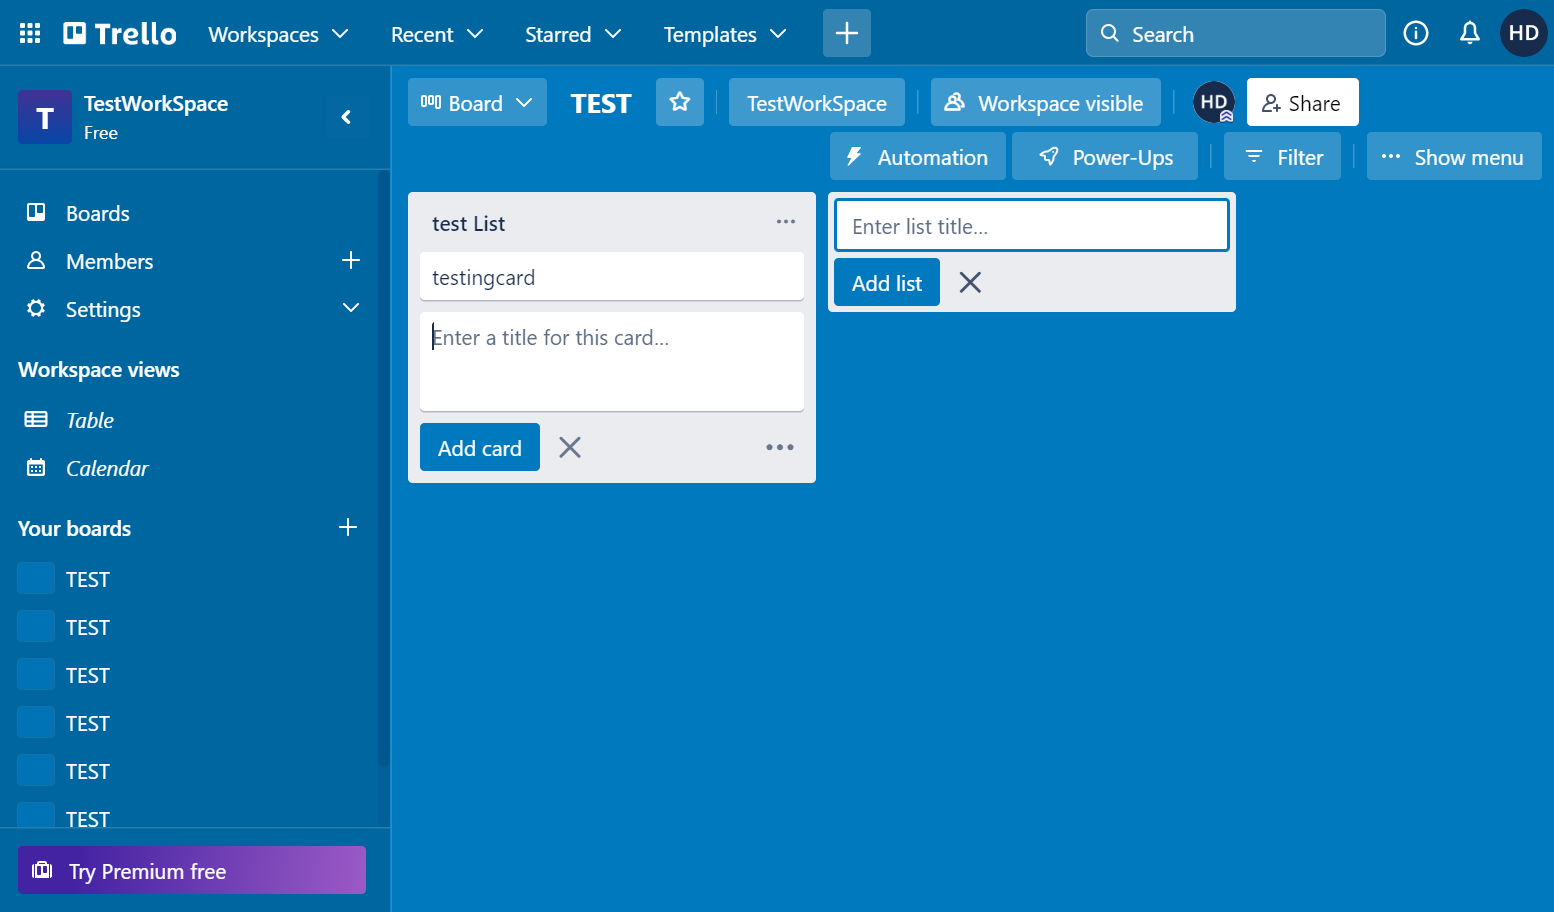 Trello
Workspaces
Recent
Starred
Templates
Search
HD
T
TestWorkSpace
Free
Boards
Members
Settings
Workspace views
Table
Calendar
Your boards
TEST
TEST
TEST
TEST
TEST
TEST
Try Premium free
Board
TEST
TestWorkSpace
Workspace visible
HD
Share
Automation
Power-Ups
Filter
Show menu
test List
testingcard
Enter a title for this card...
Add card
Enter list title...
Add list